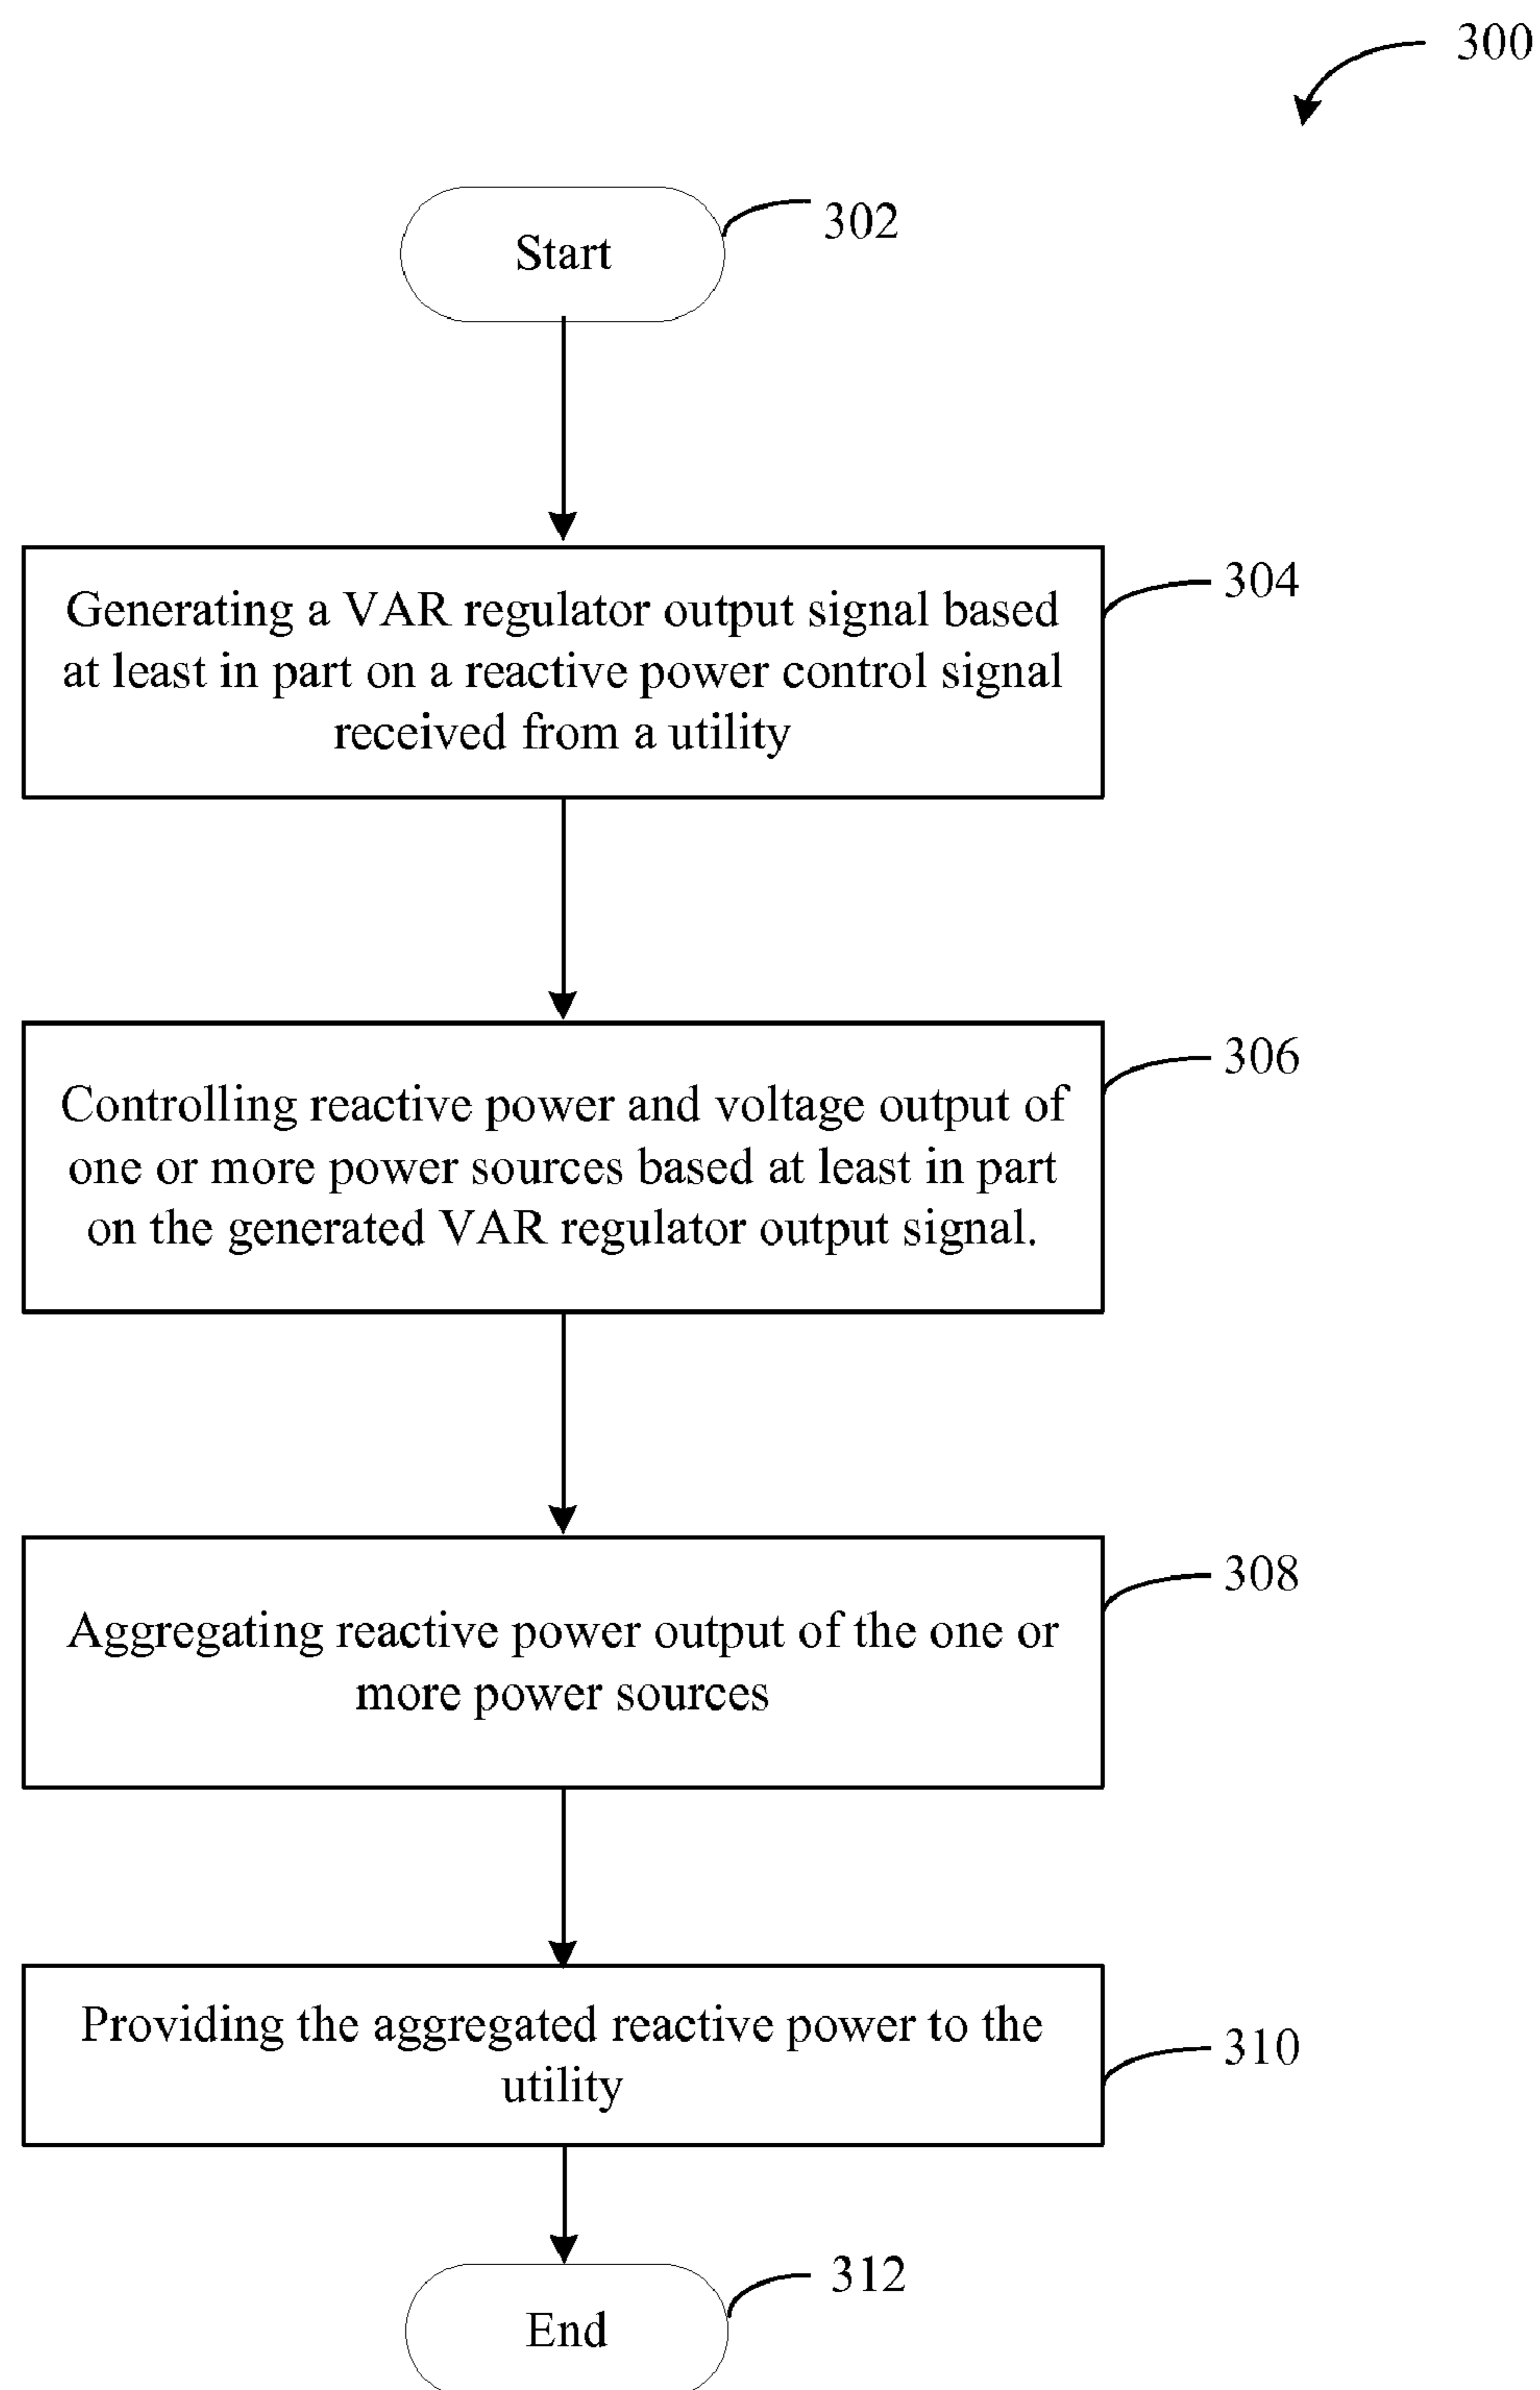 300
Start
302
Generating a VAR regulator output signal based
at least in part on a reactive power control signal
received from a utility
304
Controlling reactive power and voltage output of
one or more power sources based at least in part
on the generated VAR regulator output signal.
306
Aggregating reactive power output of the one or
more power sources
308
Providing the aggregated reactive power to the
utility
310
End
312